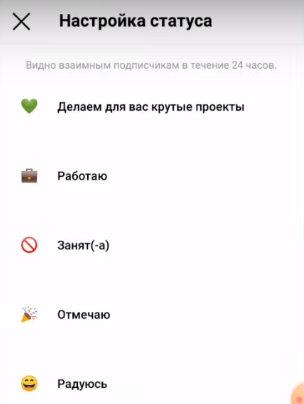 Настройка статуса
Видно взаимным подписчикам в течение 24 часов.
Делаем для вас крутые проекты
Работаю
Занят(-а)
Отмечаю
Радуюсь